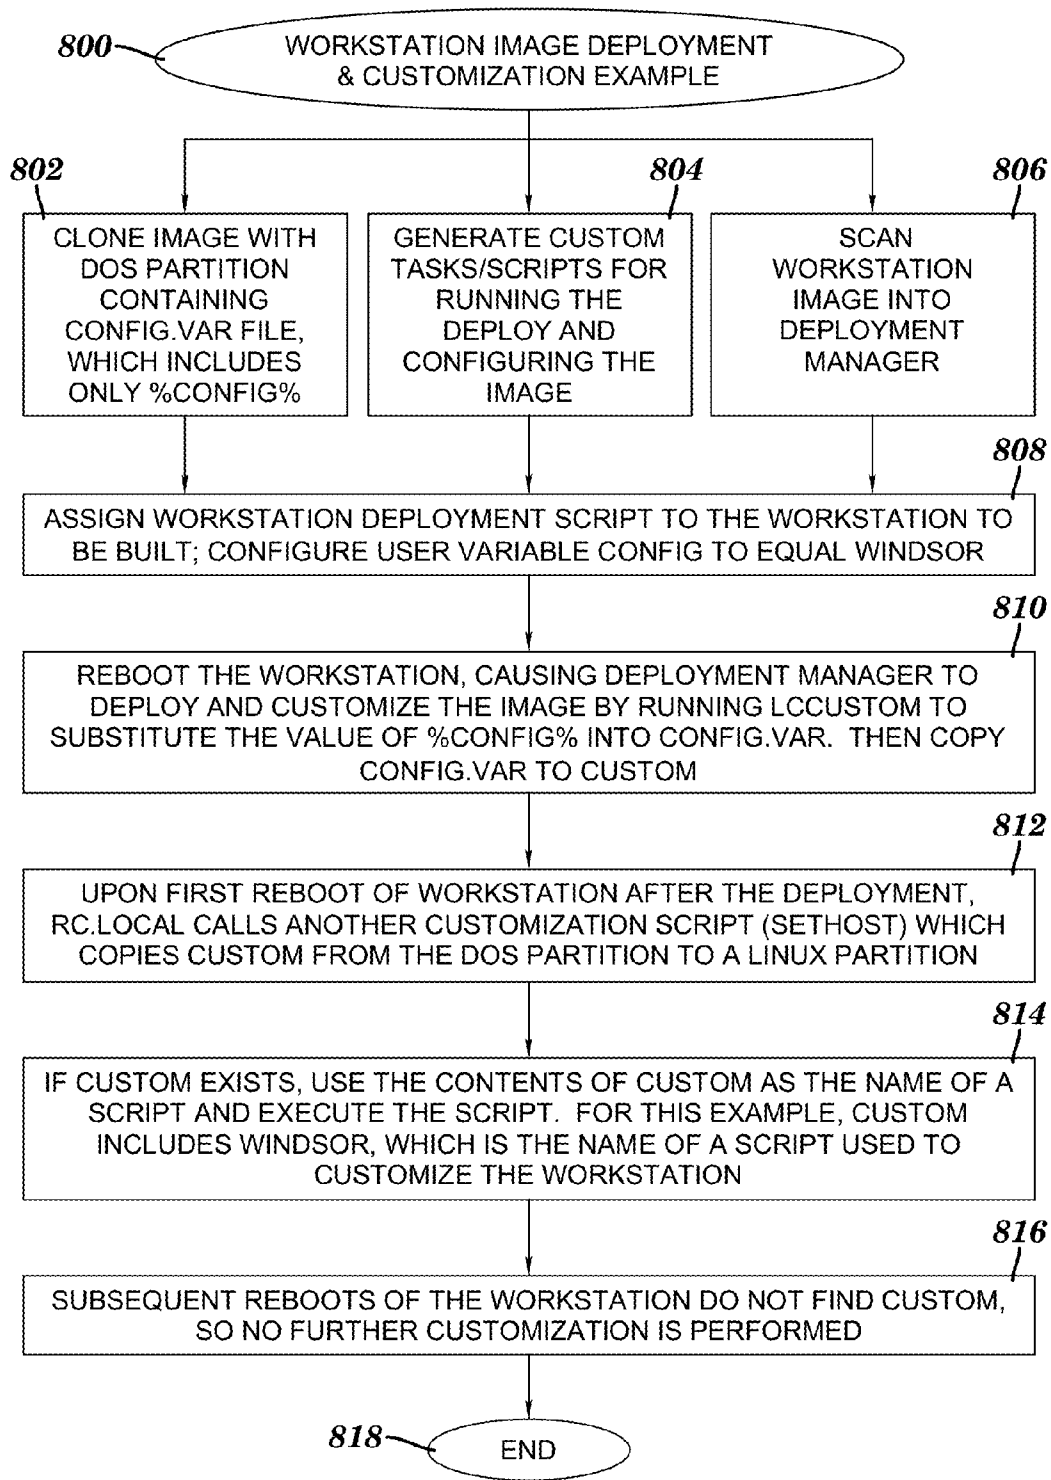 800
WORKSTATION IMAGE DEPLOYMENT
& CUSTOMIZATION EXAMPLE
802
CLONE IMAGE WITH
DOS PARTITION
CONTAINING
CONFIG.VAR FILE,
WHICH INCLUDES
ONLY %CONFIG%
804
GENERATE CUSTOM
TASKS/SCRIPTS FOR
RUNNING THE
DEPLOY AND
CONFIGURING THE
IMAGE
806
SCAN
WORKSTATION
IMAGE INTO
DEPLOYMENT
MANAGER
808
ASSIGN WORKSTATION DEPLOYMENT SCRIPT TO THE WORKSTATION TO
BE BUILT; CONFIGURE USER VARIABLE CONFIG TO EQUAL WINDSOR
810
REBOOT THE WORKSTATION, CAUSING DEPLOYMENT MANAGER TO
DEPLOY AND CUSTOMIZE THE IMAGE BY RUNNING LCCUSTOM TO
SUBSTITUTE THE VALUE OF %CONFIG% INTO CONFIG.VAR. THEN COPY
CONFIG.VAR TO CUSTOM
812
UPON FIRST REBOOT OF WORKSTATION AFTER THE DEPLOYMENT,
RC.LOCAL CALLS ANOTHER CUSTOMIZATION SCRIPT (SETHOST) WHICH
COPIES CUSTOM FROM THE DOS PARTITION TO A LINUX PARTITION
814
IF CUSTOM EXISTS, USE THE CONTENTS OF CUSTOM AS THE NAME OF A
SCRIPT AND EXECUTE THE SCRIPT. FOR THIS EXAMPLE, CUSTOM
INCLUDES WINDSOR, WHICH IS THE NAME OF A SCRIPT USED TO
CUSTOMIZE THE WORKSTATION
816
SUBSEQUENT REBOOTS OF THE WORKSTATION DO NOT FIND CUSTOM,
SO NO FURTHER CUSTOMIZATION IS PERFORMED
818
END